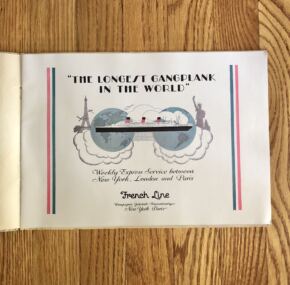 "THE LONGEST GANGPLANK
IN THE WORLD"
Weekly Express Service between
New York, London and Paris
French Line
New York Paris